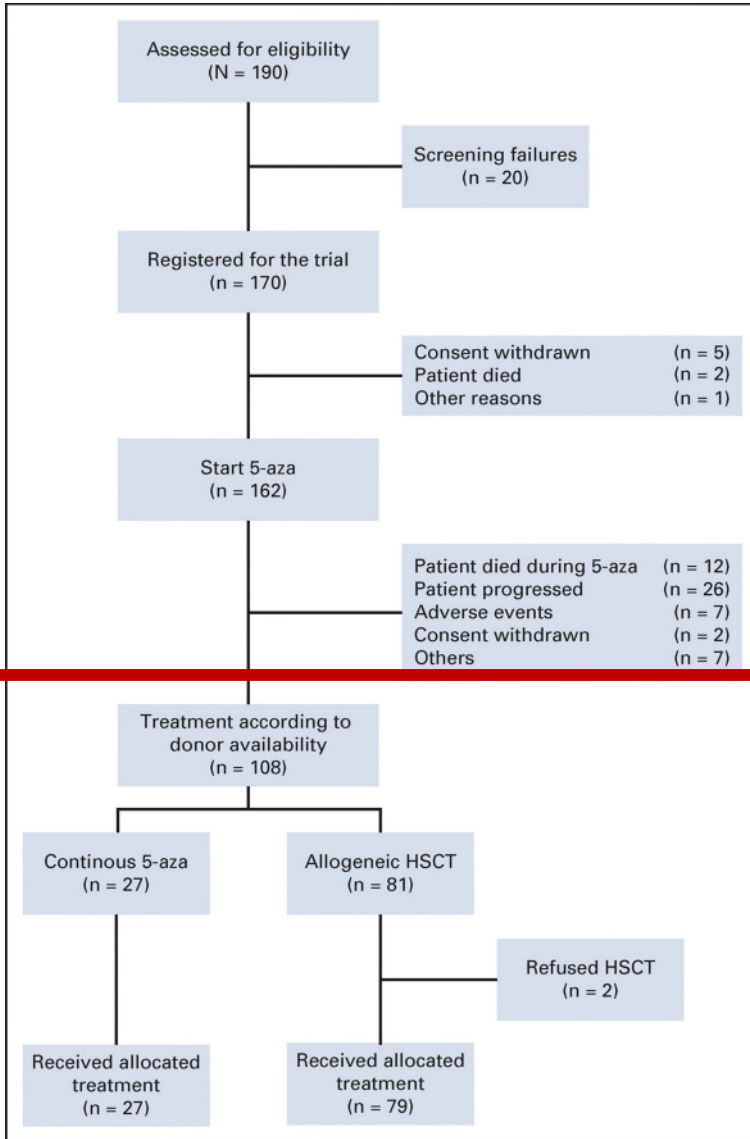 Assessed for eligibility
(N = 190)
Screening failures
(n = 20)
Registered for the trial
(n = 170)
Consent withdrawn (n = 5)
Patient died (n = 2)
Other reasons (n = 1)
Start 5-aza
(n = 162)
Patient died during 5-aza (n = 12)
Patient progressed (n = 26)
Adverse events (n = 7)
Consent withdrawn (n = 2)
Others (n = 7)
Treatment according to
donor availability
(n = 108)
Continous 5-aza
(n = 27)
Allogeneic HSCT
(n = 81)
Refused HSCT
(n = 2)
Received allocated
treatment
(n = 27)
Received allocated
treatment
(n = 79)